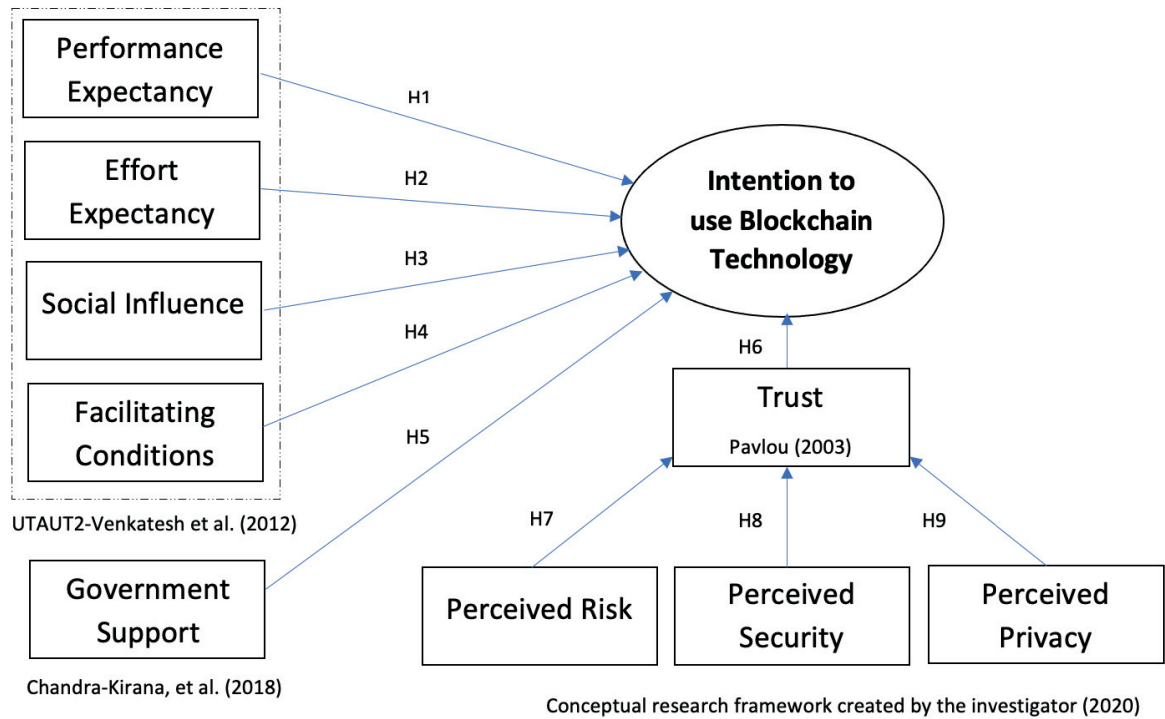 Performance
Expectancy
H1
Effort
Expectancy
H2
Intention to
use Blockchain
Technology
Social Influence
H3
H4
Facilitating
Conditions
H5
H6
Trust
Pavlou (2003)
UTAUT2-Venkatesh et al. (2012)
H7
H8
H9
Government
Support
Perceived Risk
Perceived
Security
Perceived
Privacy
Chandra-Kirana, et al. (2018)
Conceptual research framework created by the investigator (2020)